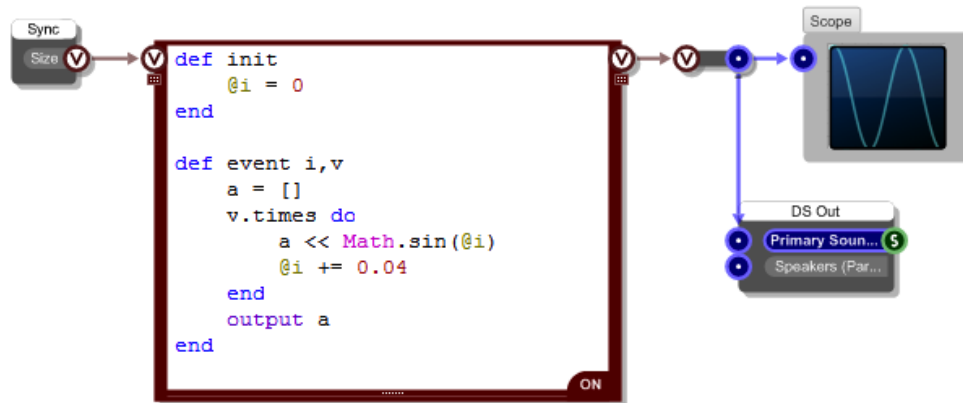 Sync
Size
V
V
def init
    @i = 0
end
def event i,v
    a = []
    v.times do
        a << Math.sin(@i)
        @i += 0.04
    end
    output a
end
ON
V
V
Scope
DS Out
Primary Soun...
S
Speakers (Par...